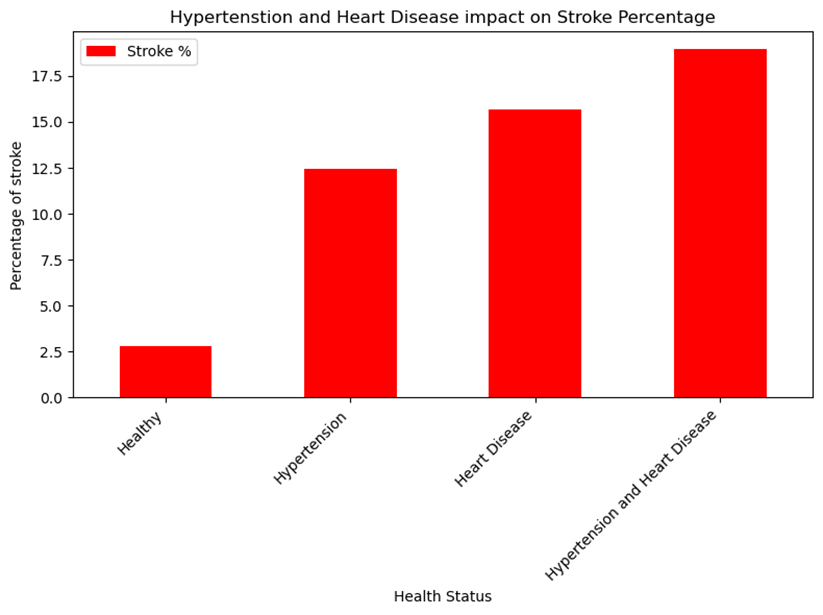 Hypertenstion and Heart Disease impact on Stroke Percentage
Stroke %
Percentage of stroke
17.5
15.0
12.5
10.0
7.5
5.0
2.5
0.0
Healthy
Hypertension
Heart Disease
Hypertension and Heart Disease
Health Status